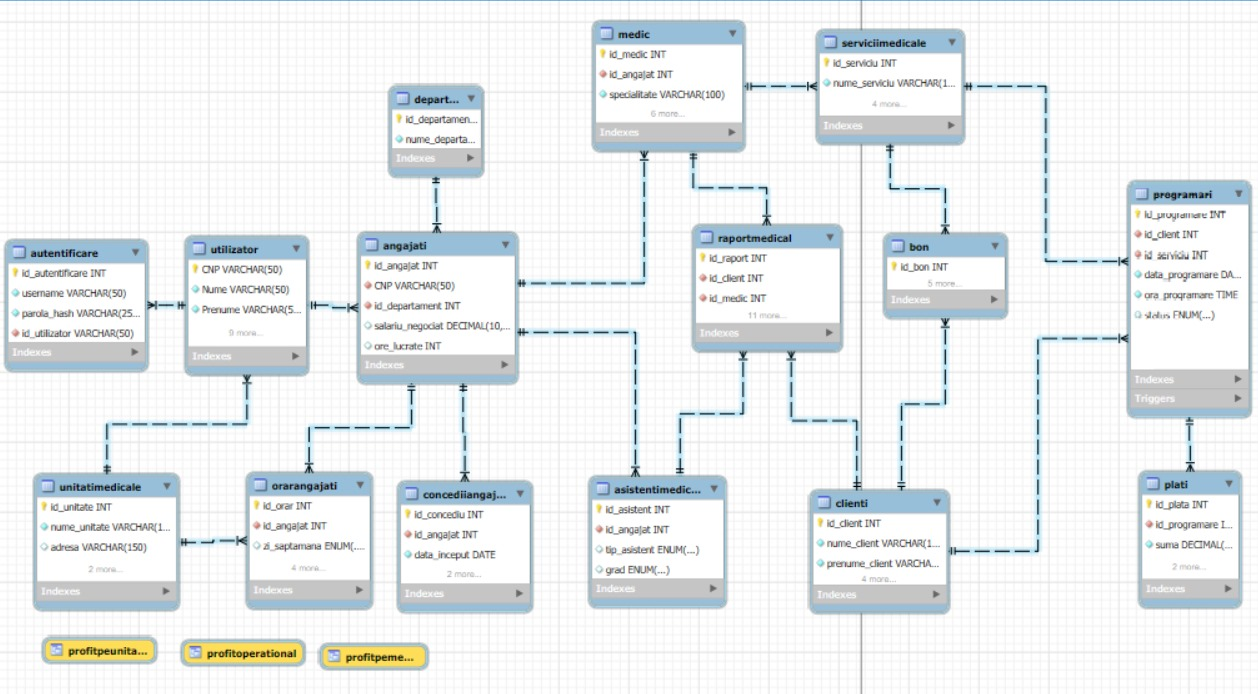 medic
id_medic INT
id_angajat INT
specialitate VARCHAR(100)
6 more...
Indexes
serviciimedicale
id_serviciu INT
nume_serviciu VARCHAR(1...
4 more...
Indexes
depart...
id_departamen...
nume_departa...
Indexes
programari
id_programare INT
id_client INT
id_serviciu INT
data_programare DA...
ora_programare TIME
status ENUM(...)
Indexes
Triggers
autentificare
id_autentificare INT
username VARCHAR(50)
parola_hash VARCHAR(25...
id_utilizator VARCHAR(50)
Indexes
utilizator
CNP VARCHAR(50)
Nume VARCHAR(50)
Prenume VARCHAR(5...
9 more...
Indexes
angajati
id_angajat INT
CNP VARCHAR(50)
id_departament INT
salariu_negociat DECIMAL(10,...
ore_lucrate INT
Indexes
raportmedical
id_raport INT
id_client INT
id_medic INT
11 more...
Indexes
bon
id_bon INT
5 more...
Indexes
unitatimedicale
id_unitate INT
nume_unitate VARCHAR(1...
adresa VARCHAR(150)
2 more...
Indexes
orarangajati
id_orar INT
id_angajat INT
zi_saptamana ENUM(....
4 more...
Indexes
concediiangaj...
id_concediu INT
id_angajat INT
data_inceput DATE
2 more...
Indexes
asistentimedic...
id_asistent INT
id_angajat INT
tip_asistent ENUM(...)
grad ENUM(...)
Indexes
clienti
id_client INT
nume_client VARCHAR(1...
prenume_client VARCHA...
4 more...
Indexes
plati
id_plata INT
id_programare I...
suma DECIMAL(...
2 more...
Indexes
profitpeunita...
profitoperational
profitpeme...